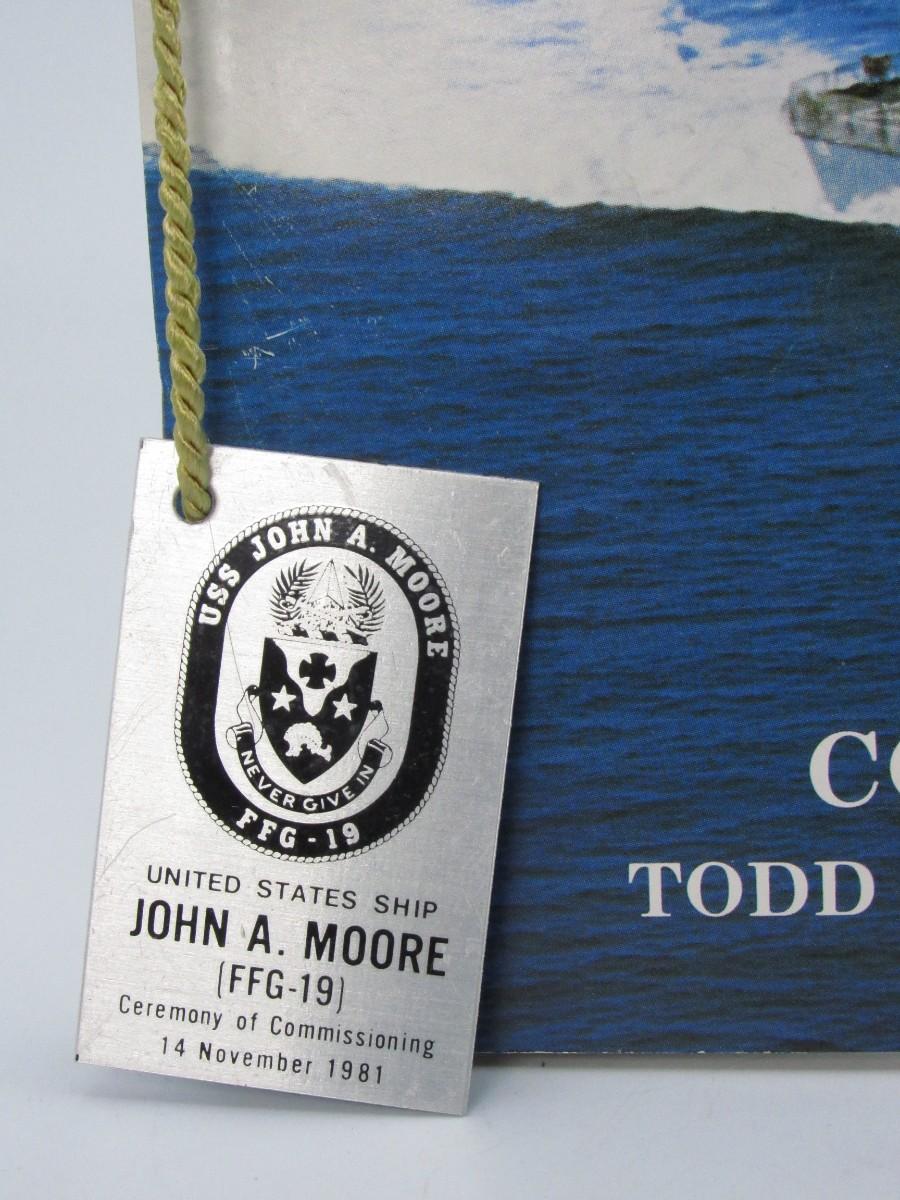 USS JOHN A. MOORE
NEVER GIVE IN
FFG-19
UNITED STATES SHIP
JOHN A. MOORE
(FFG-19)
Ceremony of Commissioning
14 November 1981
TODD